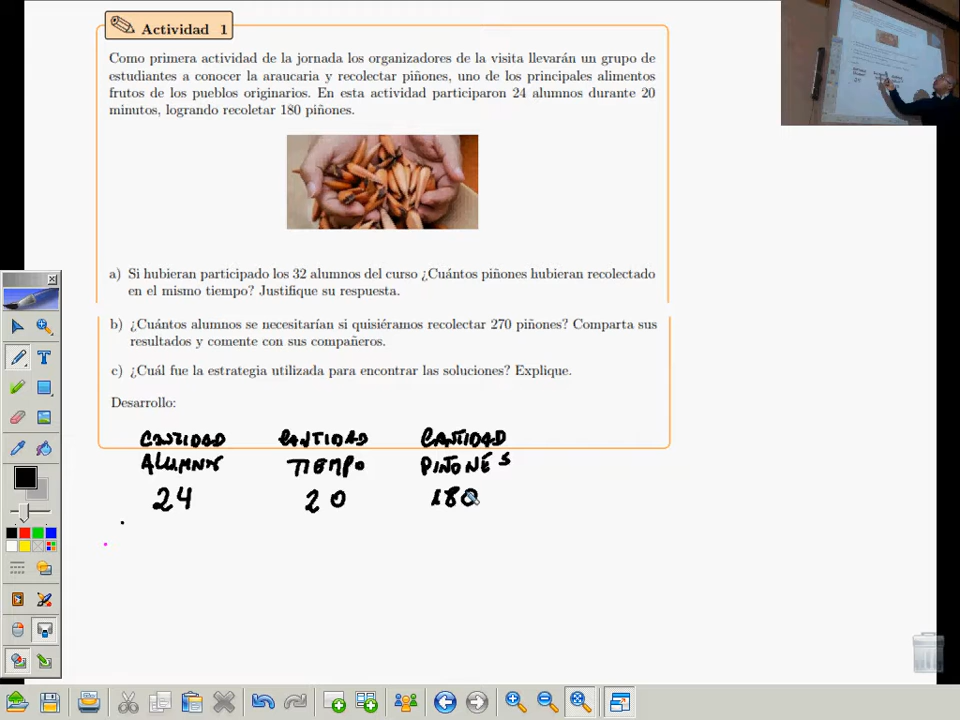 Actividad 1
Como primera actividad de la jornada los organizadores de la visita llevarán un grupo de
estudiantes a conocer la araucaria y recolectar piñones, uno de los principales alimentos
frutos de los pueblos originarios. En esta actividad participaron 24 alumnos durante 20
minutos, logrando recoletar 180 piñones.
a) Si hubieran participado los 32 alumnos del curso ¿Cuántos piñones hubieran recolectado
en el mismo tiempo? Justifique su respuesta.
b) ¿Cuántos alumnos se necesitarían si quisiéramos recolectar 270 piñones? Comparta sus
resultados y comente con sus compañeros.
c) ¿Cuál fue la estrategia utilizada para encontrar las soluciones? Explique.
Desarrollo:
CANTIDAD CANTIDAD CANTIDAD
ALUMNOS TIEMPO PIÑONES
24 20 180